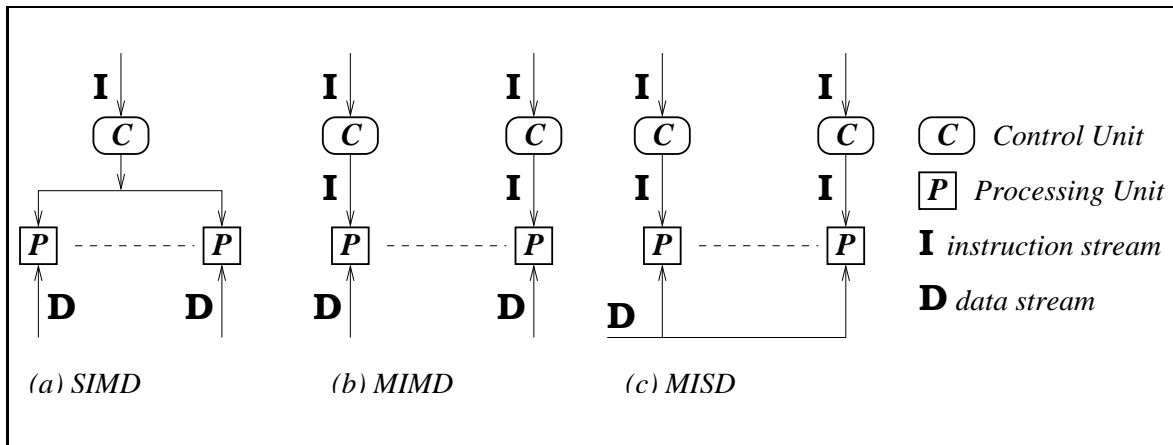 I
I
I
I
I
C
C
C
C
C
C Control Unit
I
I
I
I
P Processing Unit
P
P
P
P
P
P
I instruction stream
D
D
D
D
D
D data stream
(a) SIMD
(b) MIMD
(c) MISD